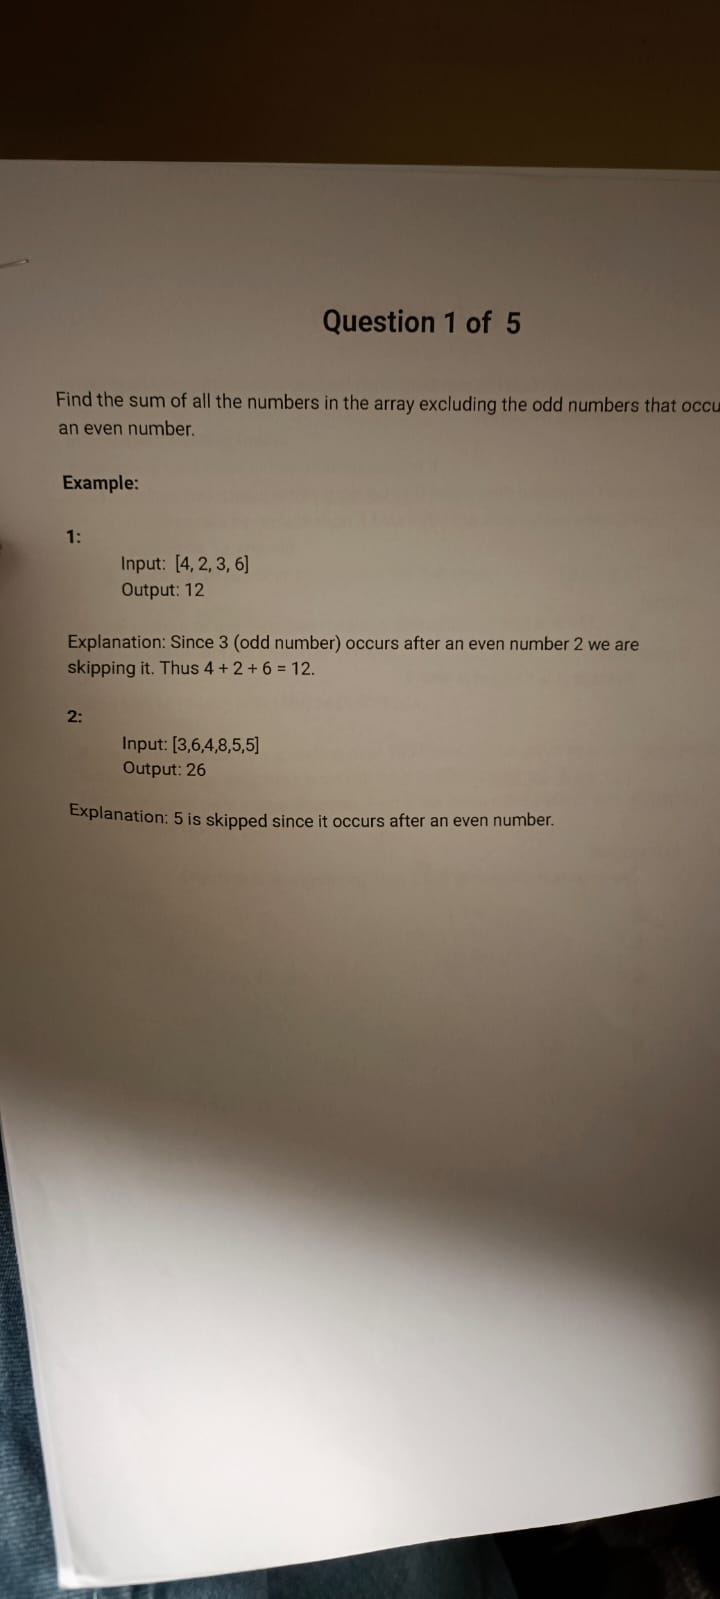 Question 1 of 5
Find the sum of all the numbers in the array excluding the odd numbers that occu
an even number.
Example:
1:
Input: [4, 2, 3, 6]
Output: 12
Explanation: Since 3 (odd number) occurs after an even number 2 we are
skipping it. Thus 4 + 2 + 6 = 12.
2:
Input: [3,6,4,8,5,5]
Output: 26
Explanation: 5 is skipped since it occurs after an even number.